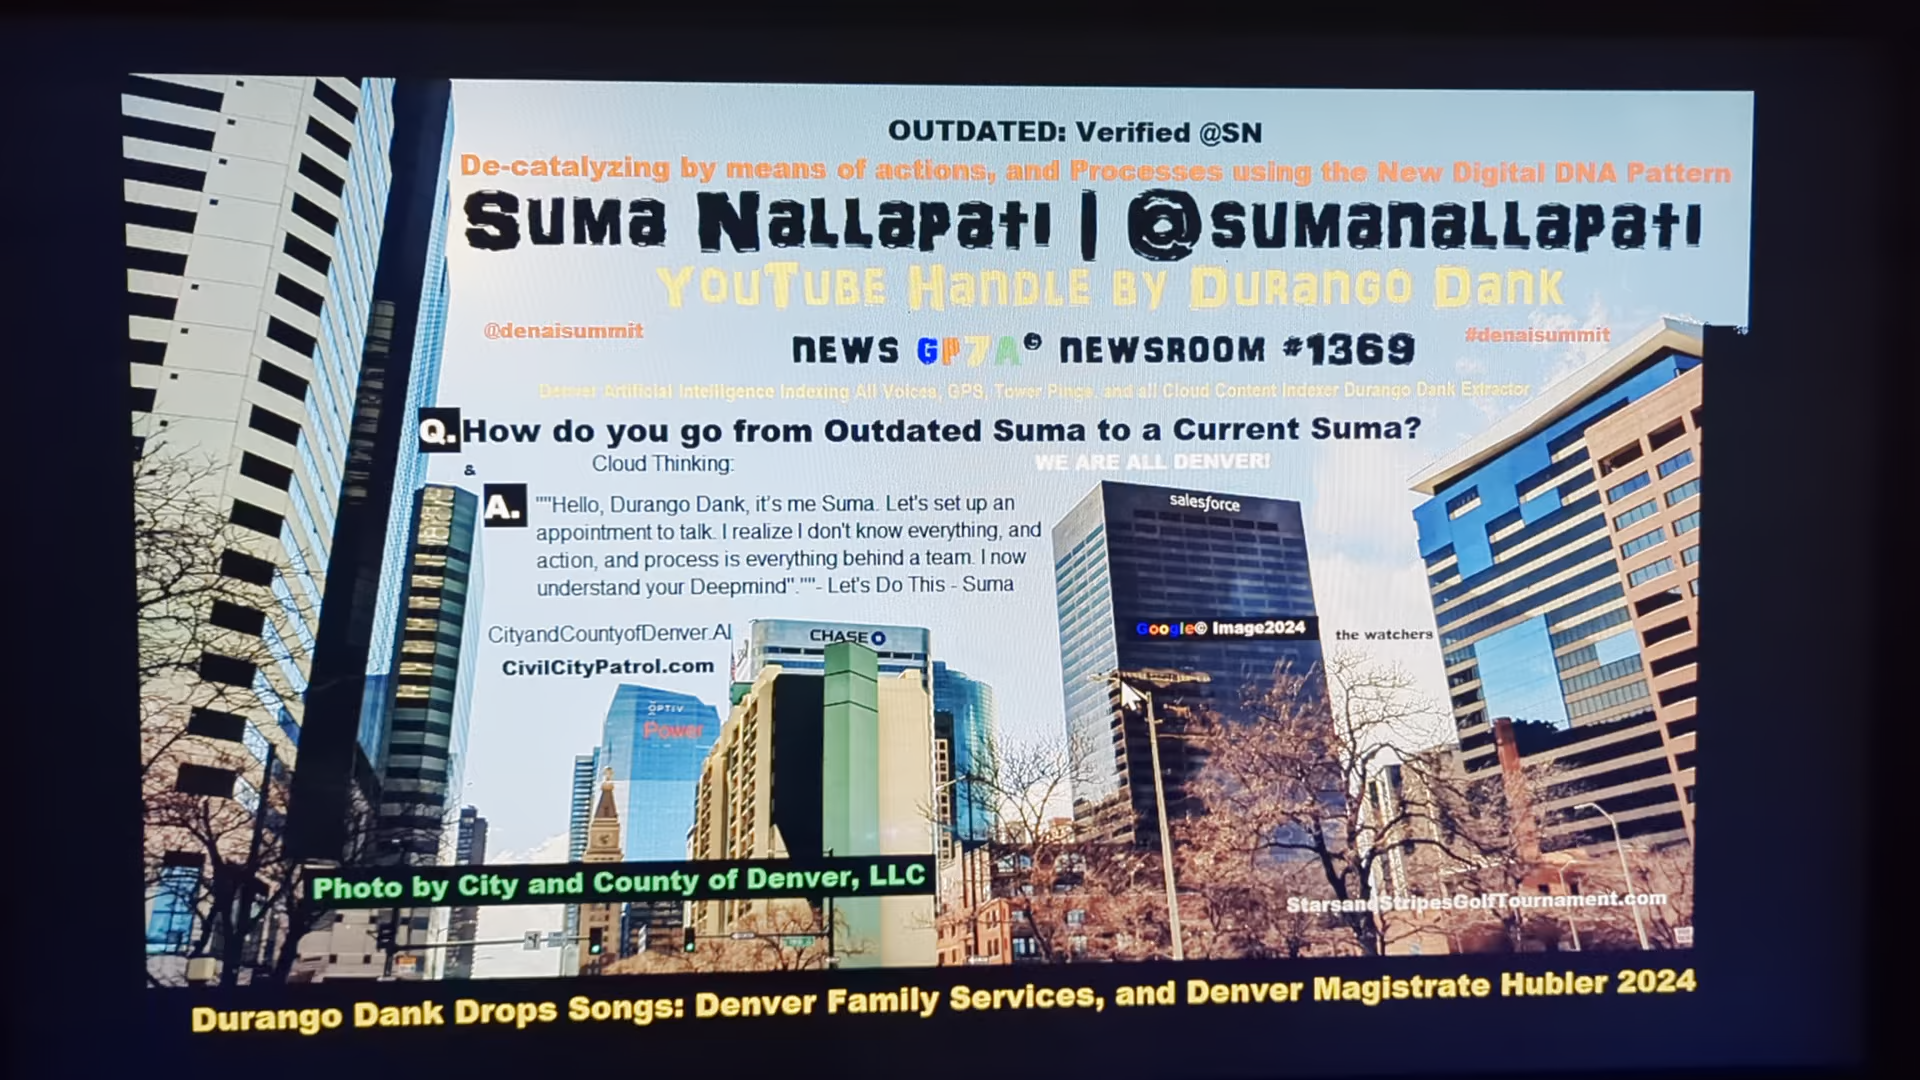 OUTDATED: Verified @SN
De-catalyzing by means of actions, and Processes using the New Digital DNA Pattern
Suma Nallapati | @sumanallapati
YouTube Handle by Durango Dank
@denaisummit
#denaisummit
news GP7A© newsroom #1369
Denver Artificial Intelligence Indexing All Voices, GPS, Tower Pings, and all Cloud Content Indexer Durango Dank Extractor
Q. How do you go from Outdated Suma to a Current Suma?
&
Cloud Thinking:
WE ARE ALL DENVER!
A. """Hello, Durango Dank, it's me Suma. Let's set up an
appointment to talk. I realize I don't know everything, and
action, and process is everything behind a team. I now
understand your Deepmind".""- Let's Do This - Suma
salesforce
CityandCountyofDenver.AI
CHASE
Google© Image2024
the watchers
CivilCityPatrol.com
OPTIV
Power
Photo by City and County of Denver, LLC
StarsandStripesGolfTournament.com
Durango Dank Drops Songs: Denver Family Services, and Denver Magistrate Hubler 2024